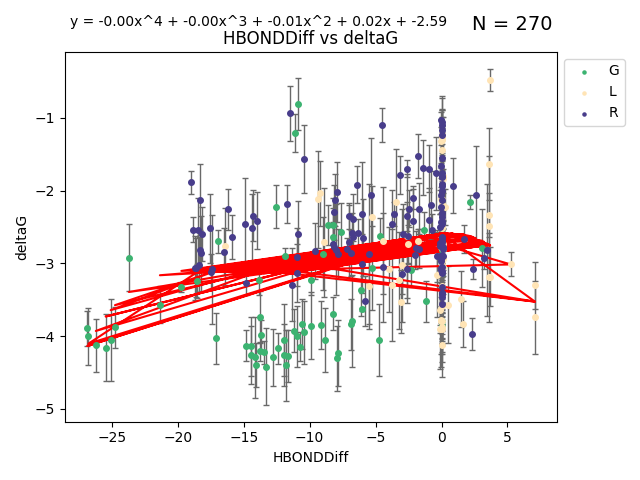 y = -0.00x^4 + -0.00x^3 + -0.01x^2 + 0.02x + -2.59
N = 270
HBONDDiff vs deltaG
G
L
R
deltaG
−1
−2
−3
−4
−5
−25
−20
−15
−10
−5
0
5
HBONDDiff